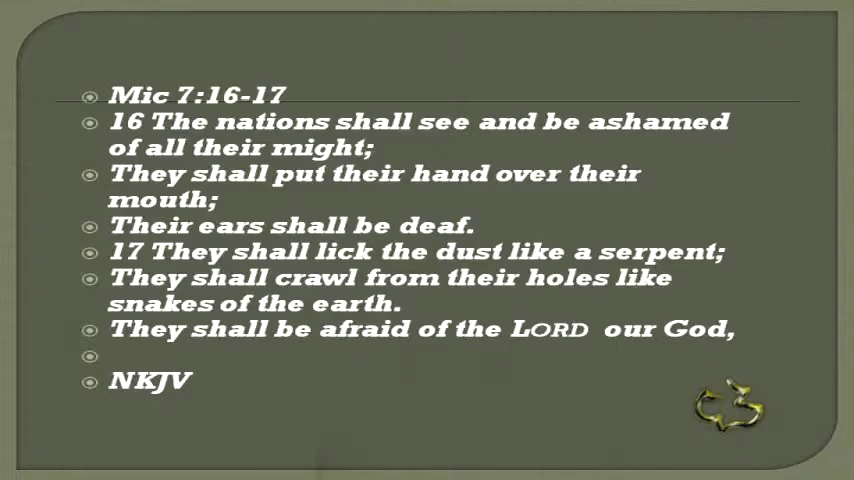 Mic 7:16-17
16 The nations shall see and be ashamed
of all their might;
They shall put their hand over their
mouth;
Their ears shall be deaf.
17 They shall lick the dust like a serpent;
They shall crawl from their holes like
snakes of the earth.
They shall be afraid of the LORD our God,
NKJV
C3